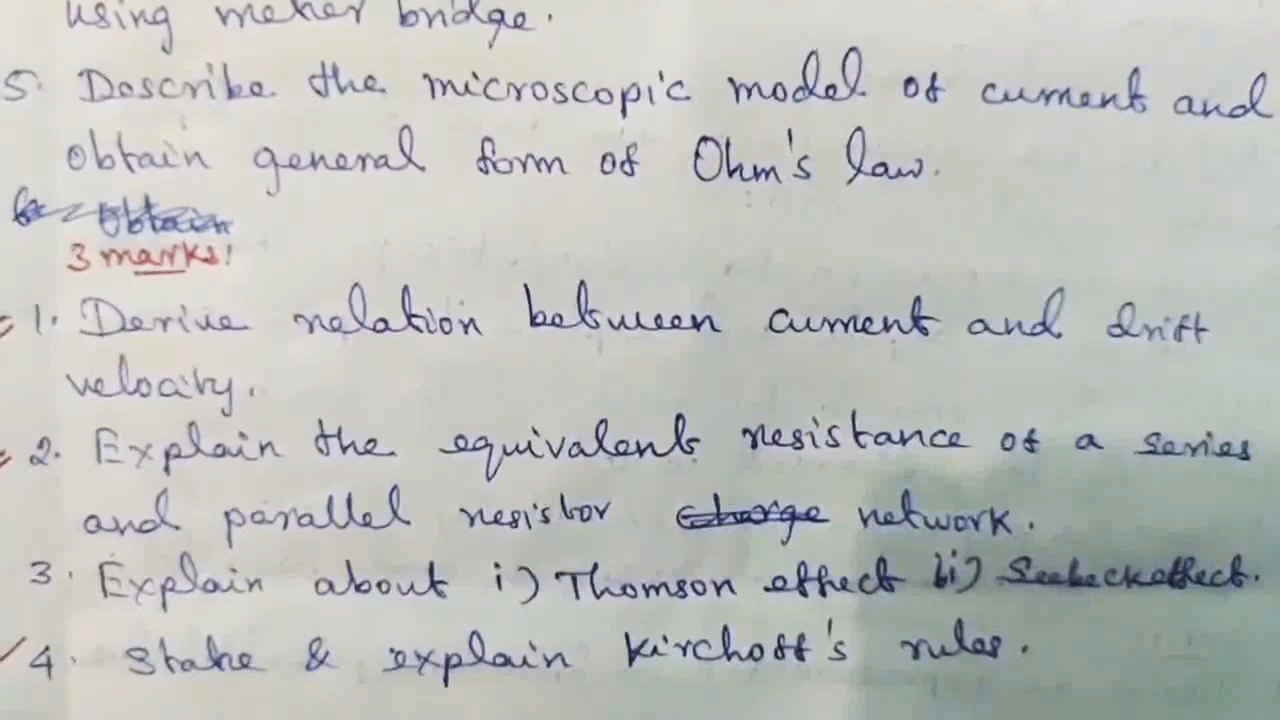 using meter bridge.
5. Describe the microscopic model of current and
obtain general form of Ohm's law.
Obtain
3 marks:
1. Derive relation between current and drift
velocity.
2. Explain the equivalent resistance of a series
and parallel resistor charge network.
3. Explain about i) Thomson effect ii) Seebeck effect.
4. State & explain Kirchoff's rules.